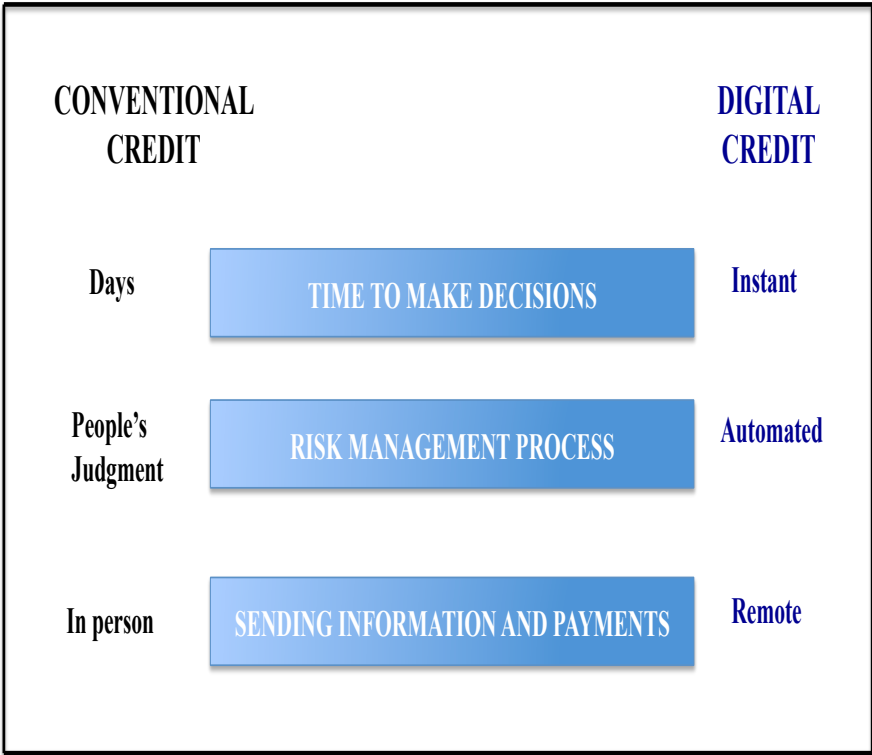 CONVENTIONAL
CREDIT
DIGITAL
CREDIT
Days
TIME TO MAKE DECISIONS
Instant
People’s
Judgment
RISK MANAGEMENT PROCESS
Automated
In person
SENDING INFORMATION AND PAYMENTS
Remote